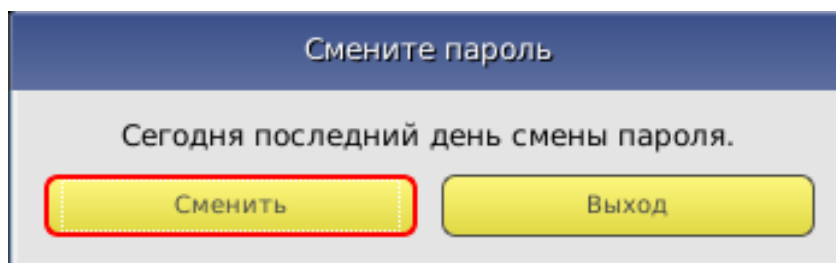 Смените пароль
Сегодня последний день смены пароля.
Сменить Выход